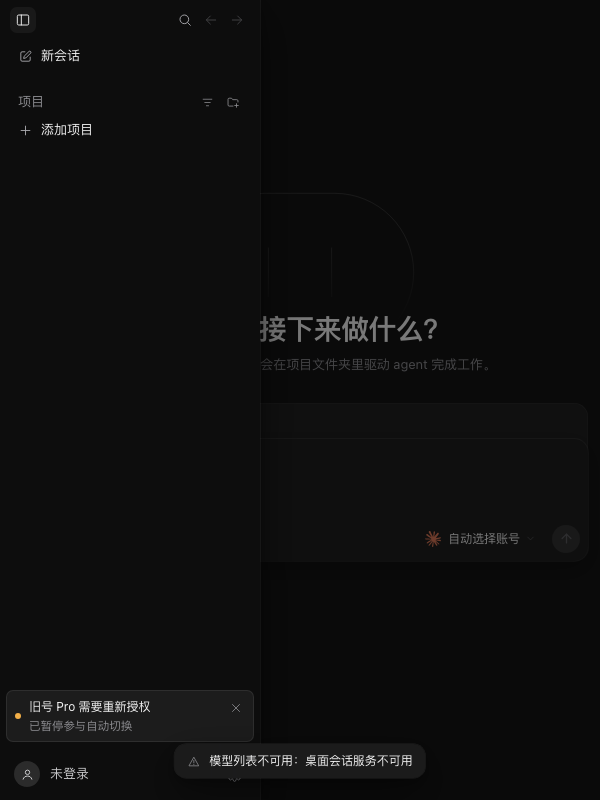 新会话
项目
添加项目
接下来做什么?
会在项目文件夹里驱动 agent 完成工作。
自动选择账号
旧号 Pro 需要重新授权
已暂停参与自动切换
模型列表不可用：桌面会话服务不可用
未登录